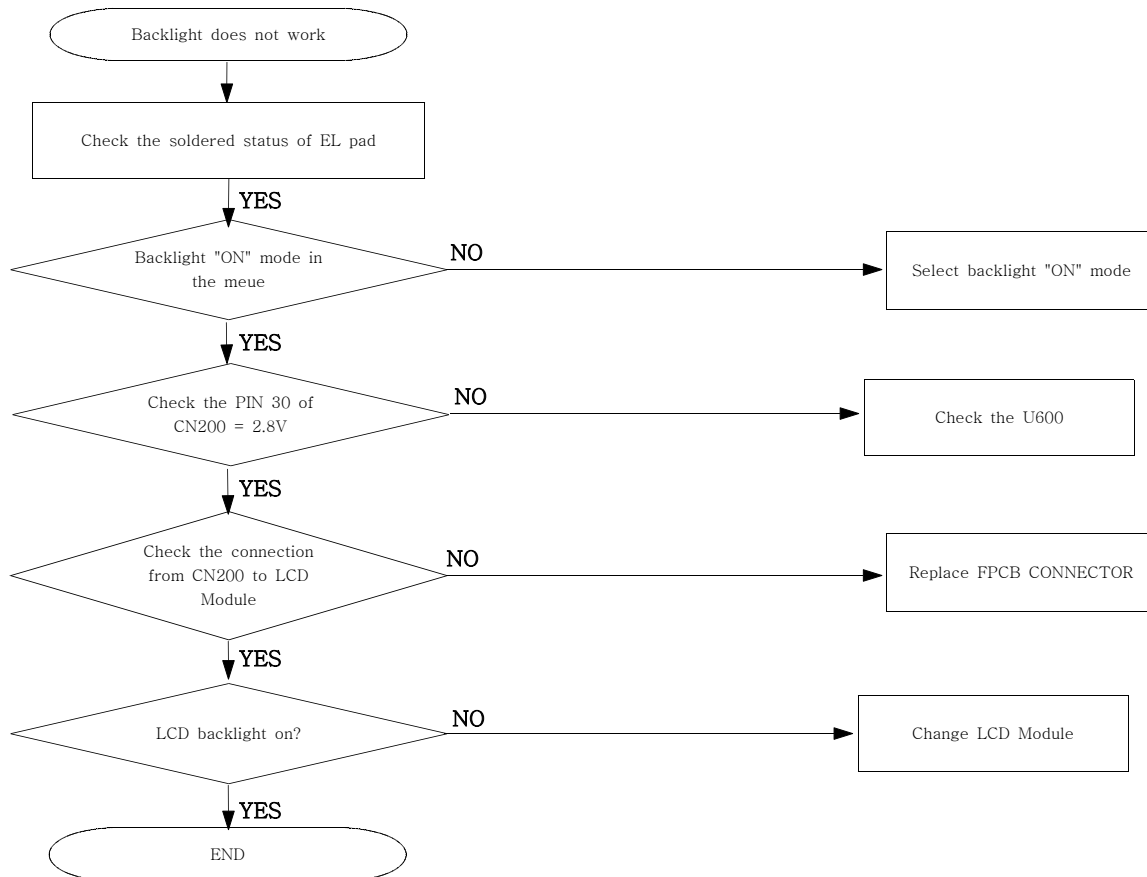 Backlight does not work
Check the soldered status of EL pad
YES
Backlight "ON" mode in
the meue
NO
Select backlight "ON" mode
YES
Check the PIN 30 of
CN200 = 2.8V
NO
Check the U600
YES
Check the connection
from CN200 to LCD
Module
NO
Replace FPCB CONNECTOR
YES
LCD backlight on?
NO
Change LCD Module
YES
END